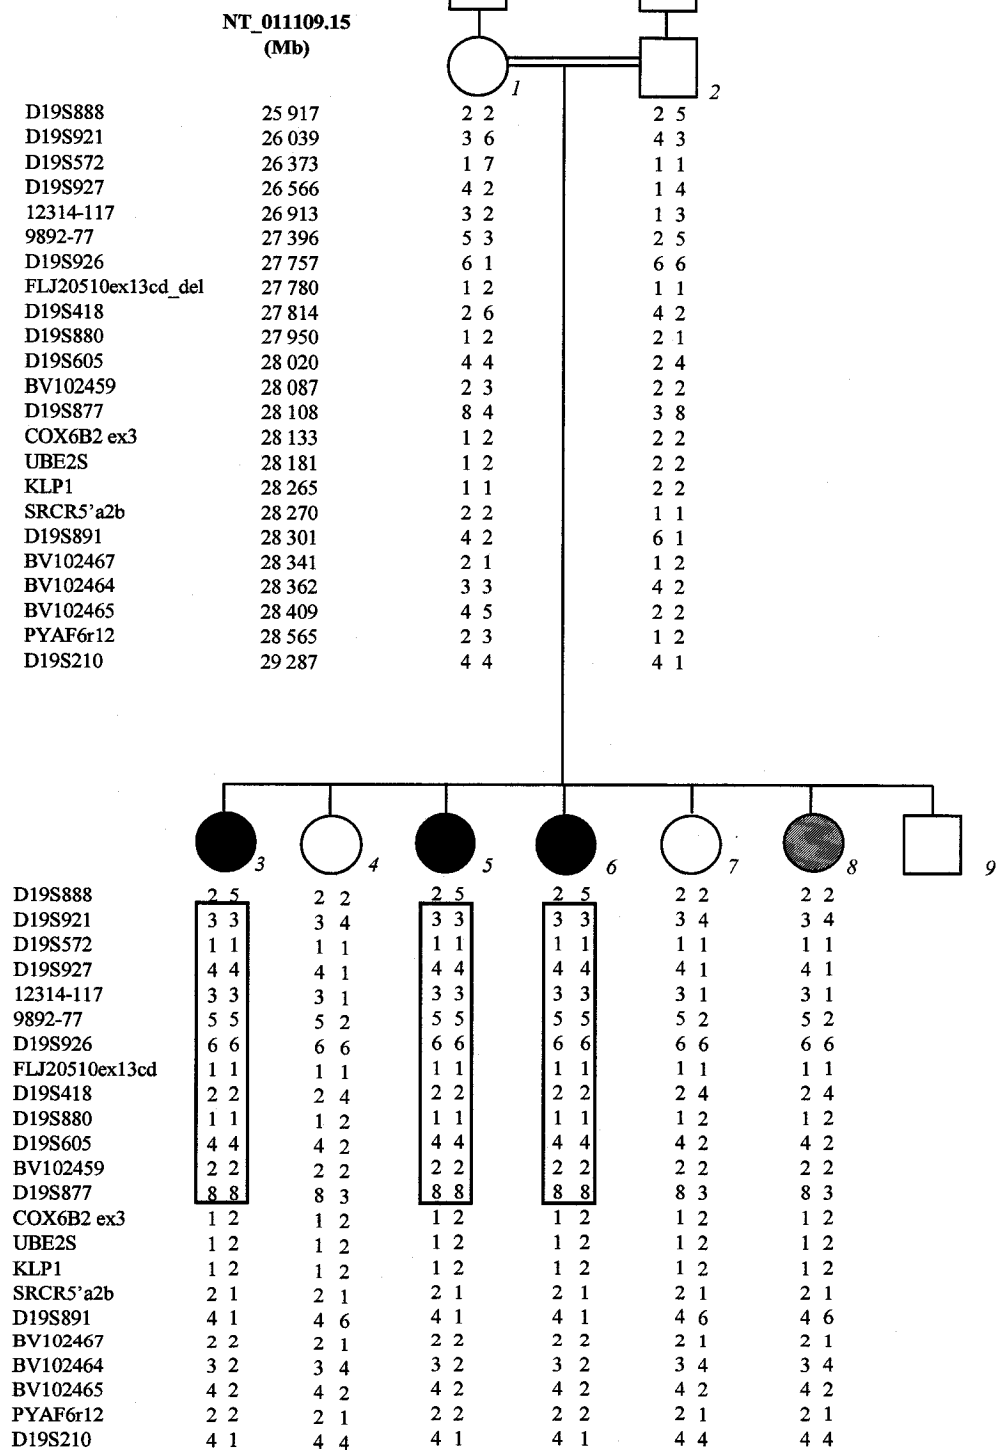 NT_011109.15
(Mb)
1 2
D19S888 25 917 2 2 2 5
D19S921 26 039 3 6 4 3
D19S572 26 373 1 7 1 1
D19S927 26 566 4 2 1 4
12314-117 26 913 3 2 1 3
9892-77 27 396 5 3 2 5
D19S926 27 757 6 1 6 6
FLJ20510ex13cd_del 27 780 1 2 1 1
D19S418 27 814 2 6 4 2
D19S880 27 950 1 2 2 1
D19S605 28 020 4 4 2 4
BV102459 28 087 2 3 2 2
D19S877 28 108 8 4 3 8
COX6B2 ex3 28 133 1 2 2 2
UBE2S 28 181 1 2 2 2
KLP1 28 265 1 1 2 2
SRCR5'a2b 28 270 2 2 1 1
D19S891 28 301 4 2 6 1
BV102467 28 341 2 1 1 2
BV102464 28 362 3 3 4 2
BV102465 28 409 4 5 2 2
PYAF6r12 28 565 2 3 1 2
D19S210 29 287 4 4 4 1
3 4 5 6 7 8 9
D19S888 2 5 2 2 2 5 2 5 2 2 2 2
D19S921 3 3 3 4 3 3 3 3 3 4 3 4
D19S572 1 1 1 1 1 1 1 1 1 1 1 1
D19S927 4 4 4 1 4 4 4 4 4 1 4 1
12314-117 3 3 3 1 3 3 3 3 3 1 3 1
9892-77 5 5 5 2 5 5 5 5 5 2 5 2
D19S926 6 6 6 6 6 6 6 6 6 6 6 6
FLJ20510ex13cd 1 1 1 1 1 1 1 1 1 1 1 1
D19S418 2 2 2 4 2 2 2 2 2 4 2 4
D19S880 1 1 1 2 1 1 1 1 1 2 1 2
D19S605 4 4 4 2 4 4 4 4 4 2 4 2
BV102459 2 2 2 2 2 2 2 2 2 2 2 2
D19S877 8 8 8 3 8 8 8 8 8 3 8 3
COX6B2 ex3 1 2 1 2 1 2 1 2 1 2 1 2
UBE2S 1 2 1 2 1 2 1 2 1 2 1 2
KLP1 1 2 1 2 1 2 1 2 1 2 1 2
SRCR5'a2b 2 1 2 1 2 1 2 1 2 1 2 1
D19S891 4 1 4 6 4 1 4 1 4 6 4 6
BV102467 2 2 2 1 2 2 2 2 2 1 2 1
BV102464 3 2 3 4 3 2 3 2 3 4 3 4
BV102465 4 2 4 2 4 2 4 2 4 2 4 2
PYAF6r12 2 2 2 1 2 2 2 2 2 1 2 1
D19S210 4 1 4 4 4 1 4 1 4 4 4 4